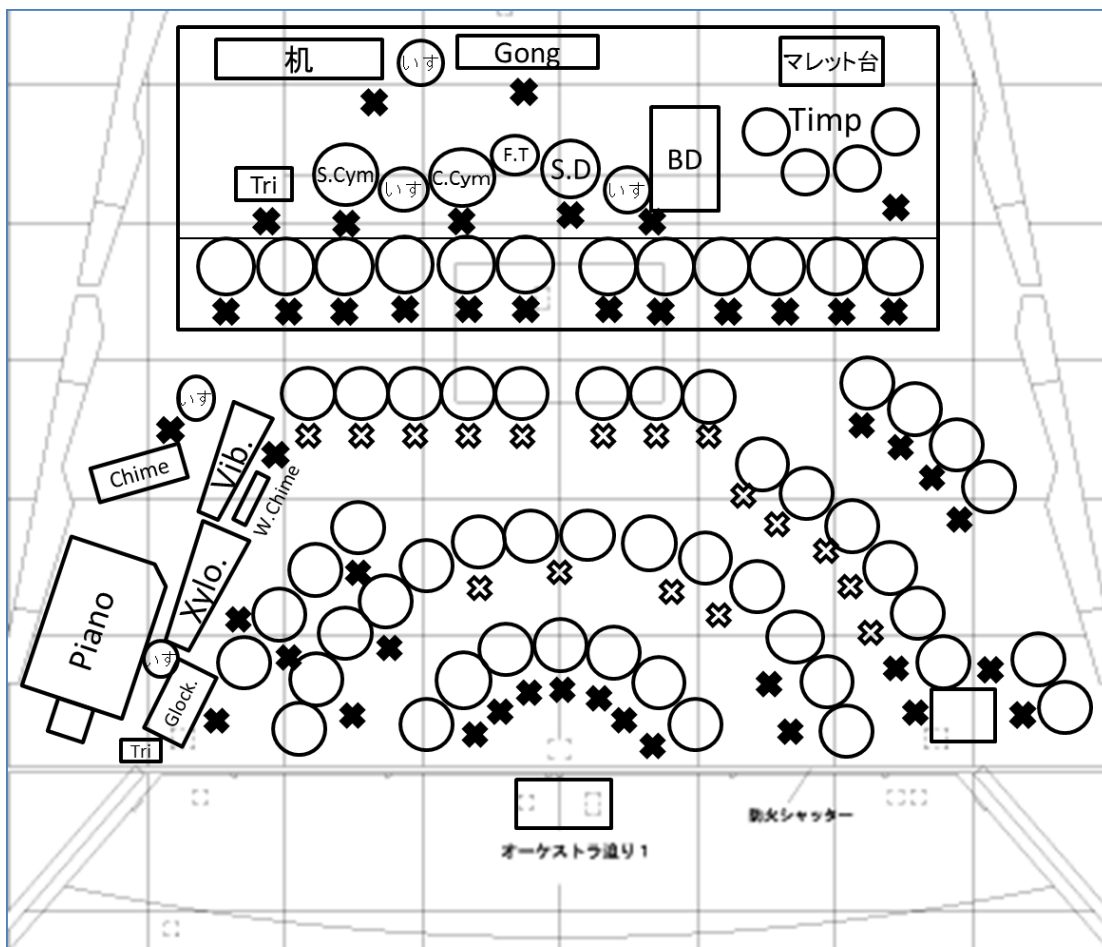 机
いす
Gong
マレット台
Timp
F.T
BD
S.Cym
C.Cym
S.D
Tri
いす
いす
いす
Vib.
Chime
W.Chime
Xylo.
Piano
いす
Glock.
Tri
防火シャッター
オーケストラ迫り1